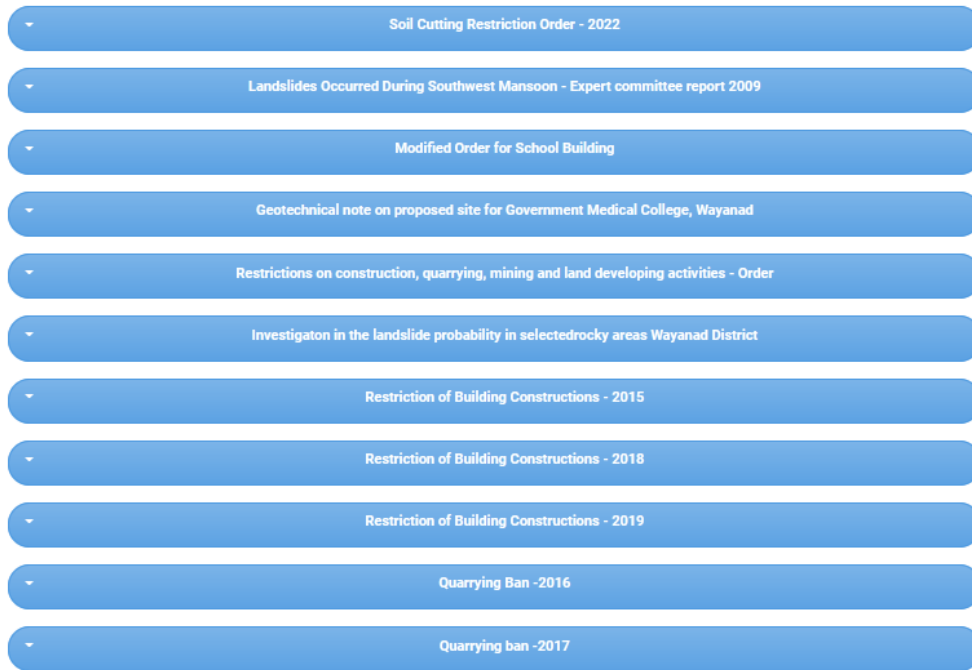 Soil Cutting Restriction Order - 2022
Landslides Occurred During Southwest Mansoon - Expert committee report 2009
Modified Order for School Building
Geotechnical note on proposed site for Government Medical College, Wayanad
Restrictions on construction, quarrying, mining and land developing activities - Order
Investigaton in the landslide probability in selectedrocky areas Wayanad District
Restriction of Building Constructions - 2015
Restriction of Building Constructions - 2018
Restriction of Building Constructions - 2019
Quarrying Ban -2016
Quarrying ban -2017